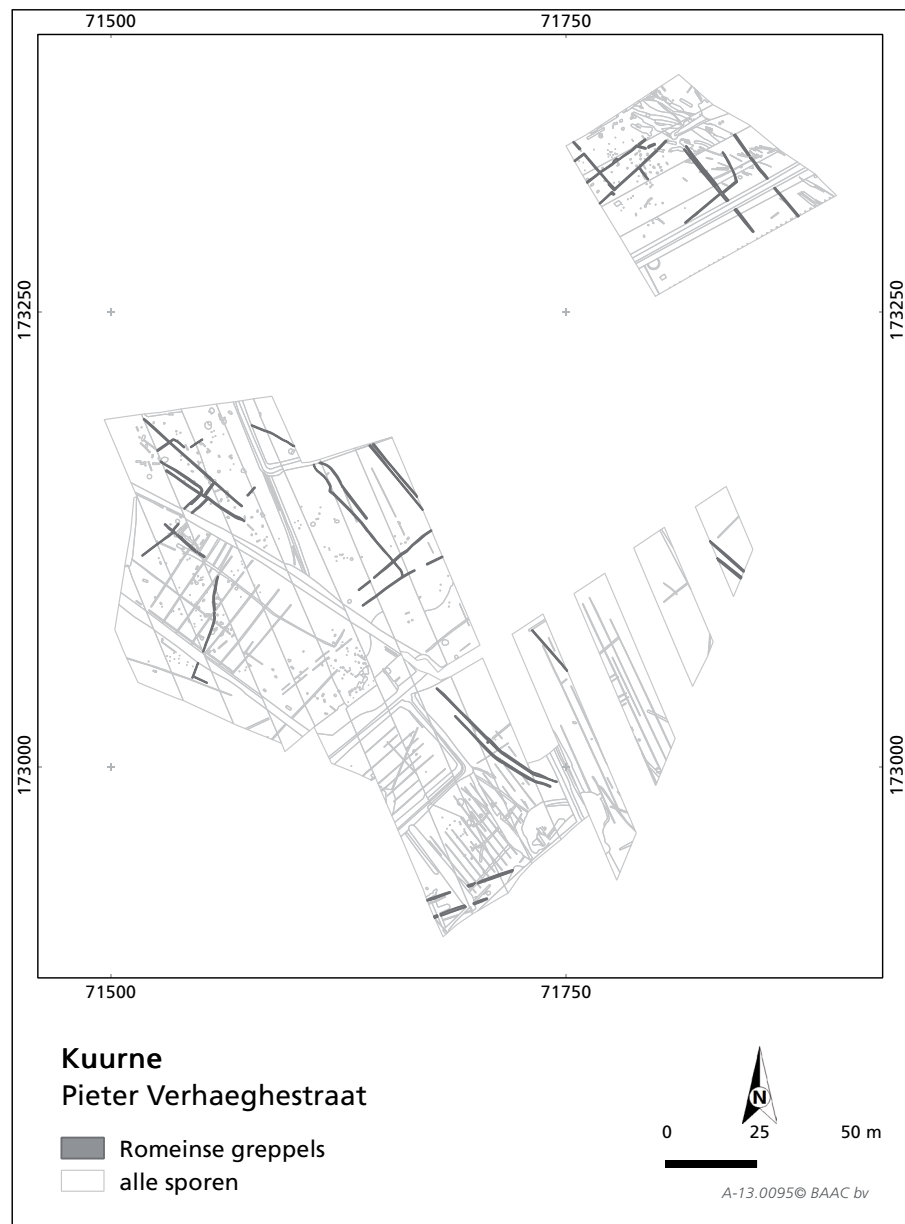 71500 71750
173250 173250
173000 173000
71500 71750
Kuurne
Pieter Verhaeghestraat
Romeinse greppels
alle sporen
N
0 25 50 m
A-13.0095© BAAC bv